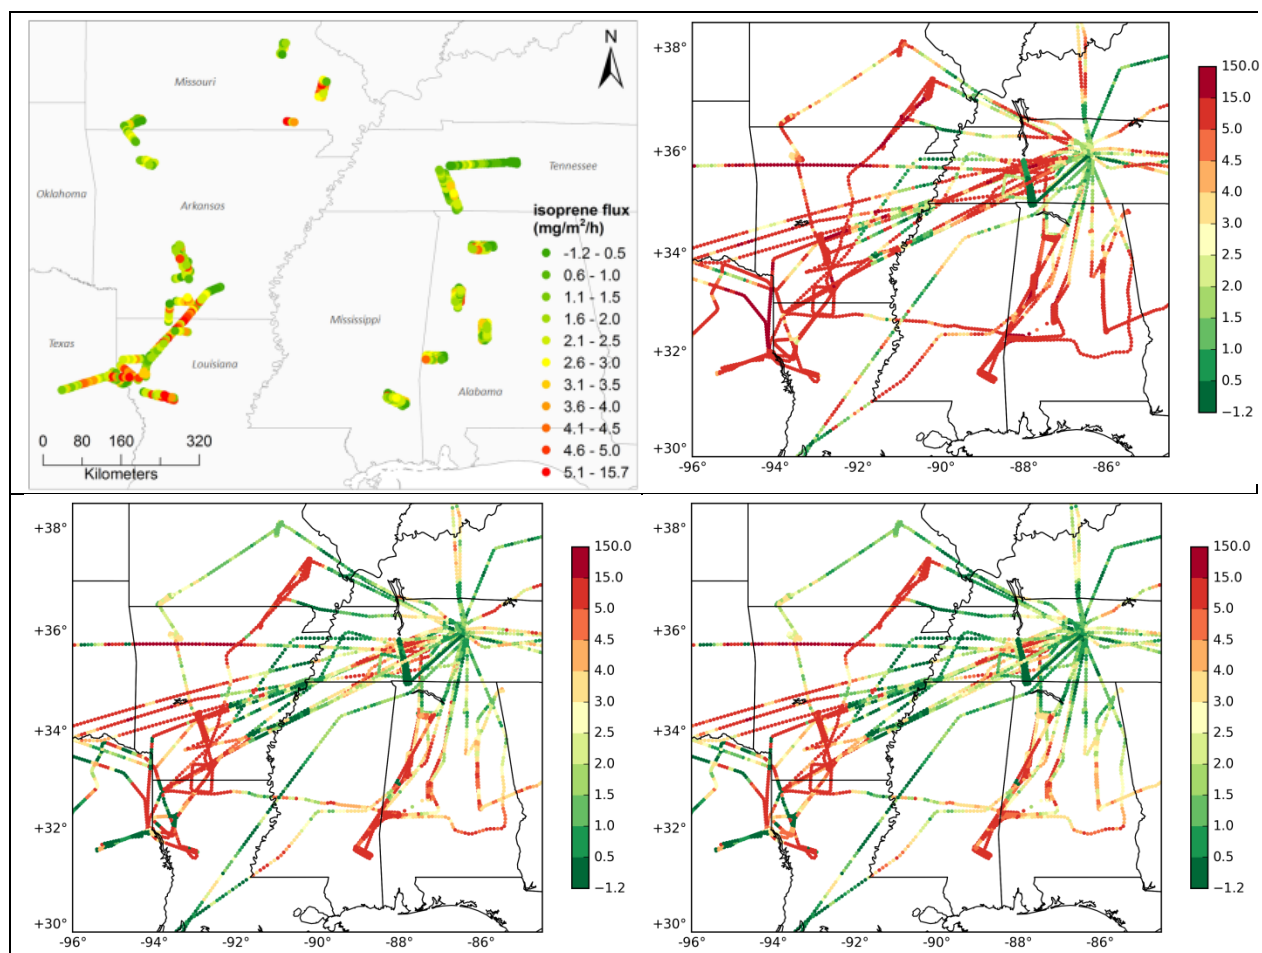 N
Missouri
Oklahoma
Tennessee
Arkansas
isoprene flux
(mg/m²/h)
-1.2 - 0.5
0.6 - 1.0
1.1 - 1.5
1.6 - 2.0
2.1 - 2.5
2.6 - 3.0
3.1 - 3.5
3.6 - 4.0
4.1 - 4.5
4.6 - 5.0
5.1 - 15.7
Mississippi
Texas
Louisiana
Alabama
0 80 160 320
Kilometers
+38°
+36°
+34°
+32°
+30°
-96° -94° -92° -90° -88° -86°
150.0
15.0
5.0
4.5
4.0
3.0
2.5
2.0
1.5
1.0
0.5
−1.2
+38°
+36°
+34°
+32°
+30°
-96° -94° -92° -90° -88° -86°
150.0
15.0
5.0
4.5
4.0
3.0
2.5
2.0
1.5
1.0
0.5
−1.2
+38°
+36°
+34°
+32°
+30°
-96° -94° -92° -90° -88° -86°
150.0
15.0
5.0
4.5
4.0
3.0
2.5
2.0
1.5
1.0
0.5
−1.2